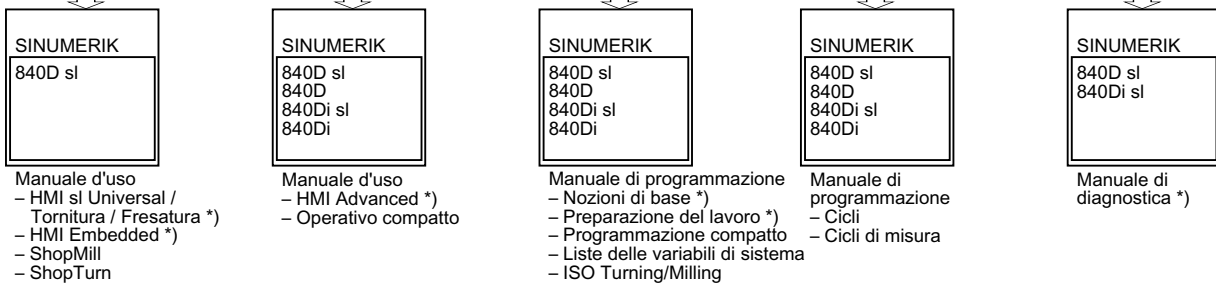 SINUMERIK
840D sl
Manuale d'uso
– HMI sl Universal /
Tornitura / Fresatura *)
– HMI Embedded *)
– ShopMill
– ShopTurn
SINUMERIK
840D sl
840D
840Di sl
840Di
Manuale d'uso
– HMI Advanced *)
– Operativo compatto
SINUMERIK
840D sl
840D
840Di sl
840Di
Manuale di programmazione
– Nozioni di base *)
– Preparazione del lavoro *)
– Programmazione compatto
– Liste delle variabili di sistema
– ISO Turning/Milling
SINUMERIK
840D sl
840D
840Di sl
840Di
Manuale di
programmazione
– Cicli
– Cicli di misura
SINUMERIK
840D sl
840Di sl
Manuale di
diagnostica *)